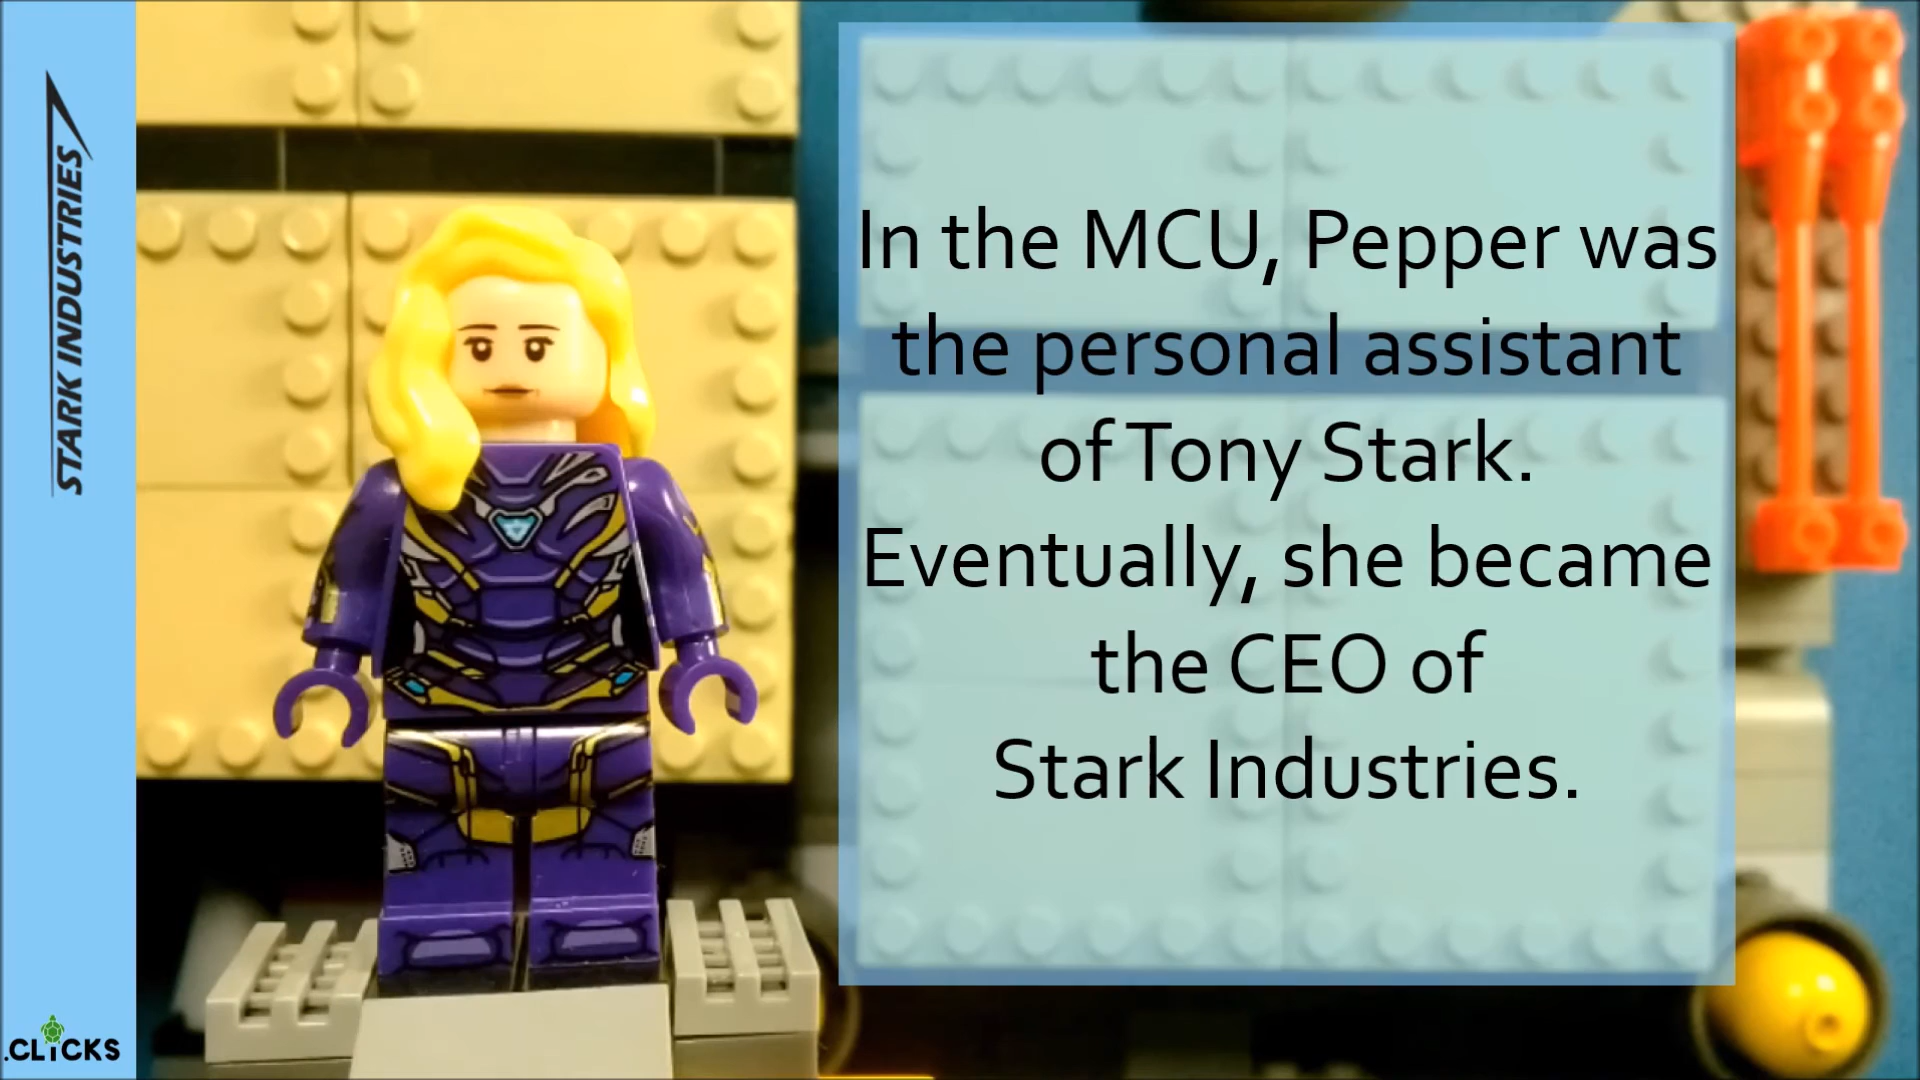 STARK INDUSTRIES
In the MCU, Pepper was
the personal assistant
of Tony Stark.
Eventually, she became
the CEO of
Stark Industries.
.CLICKS